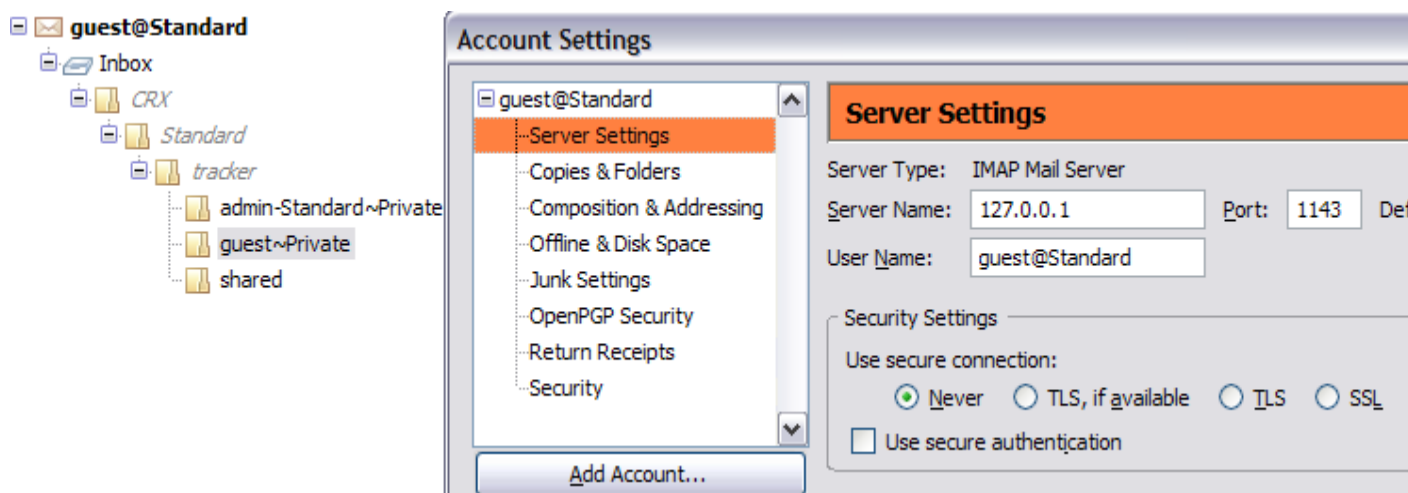 guest@Standard
Inbox
CRX
Standard
tracker
admin-Standard~Private
guest~Private
shared
Account Settings
guest@Standard
Server Settings
Copies & Folders
Composition & Addressing
Offline & Disk Space
Junk Settings
OpenPGP Security
Return Receipts
Security
Add Account...
Server Settings
Server Type: IMAP Mail Server
Server Name: 127.0.0.1 Port: 1143 Def
User Name: guest@Standard
Security Settings
Use secure connection:
Never TLS, if available TLS SSL
Use secure authentication